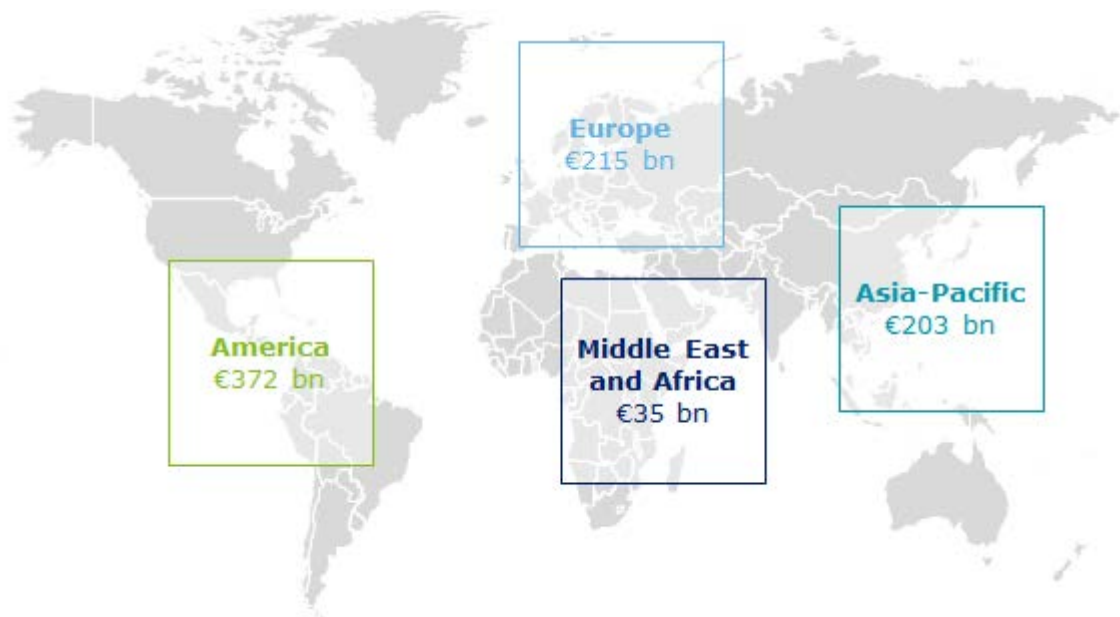 Europe
€215 bn
Asia-Pacific
€203 bn
America
€372 bn
Middle East
and Africa
€35 bn